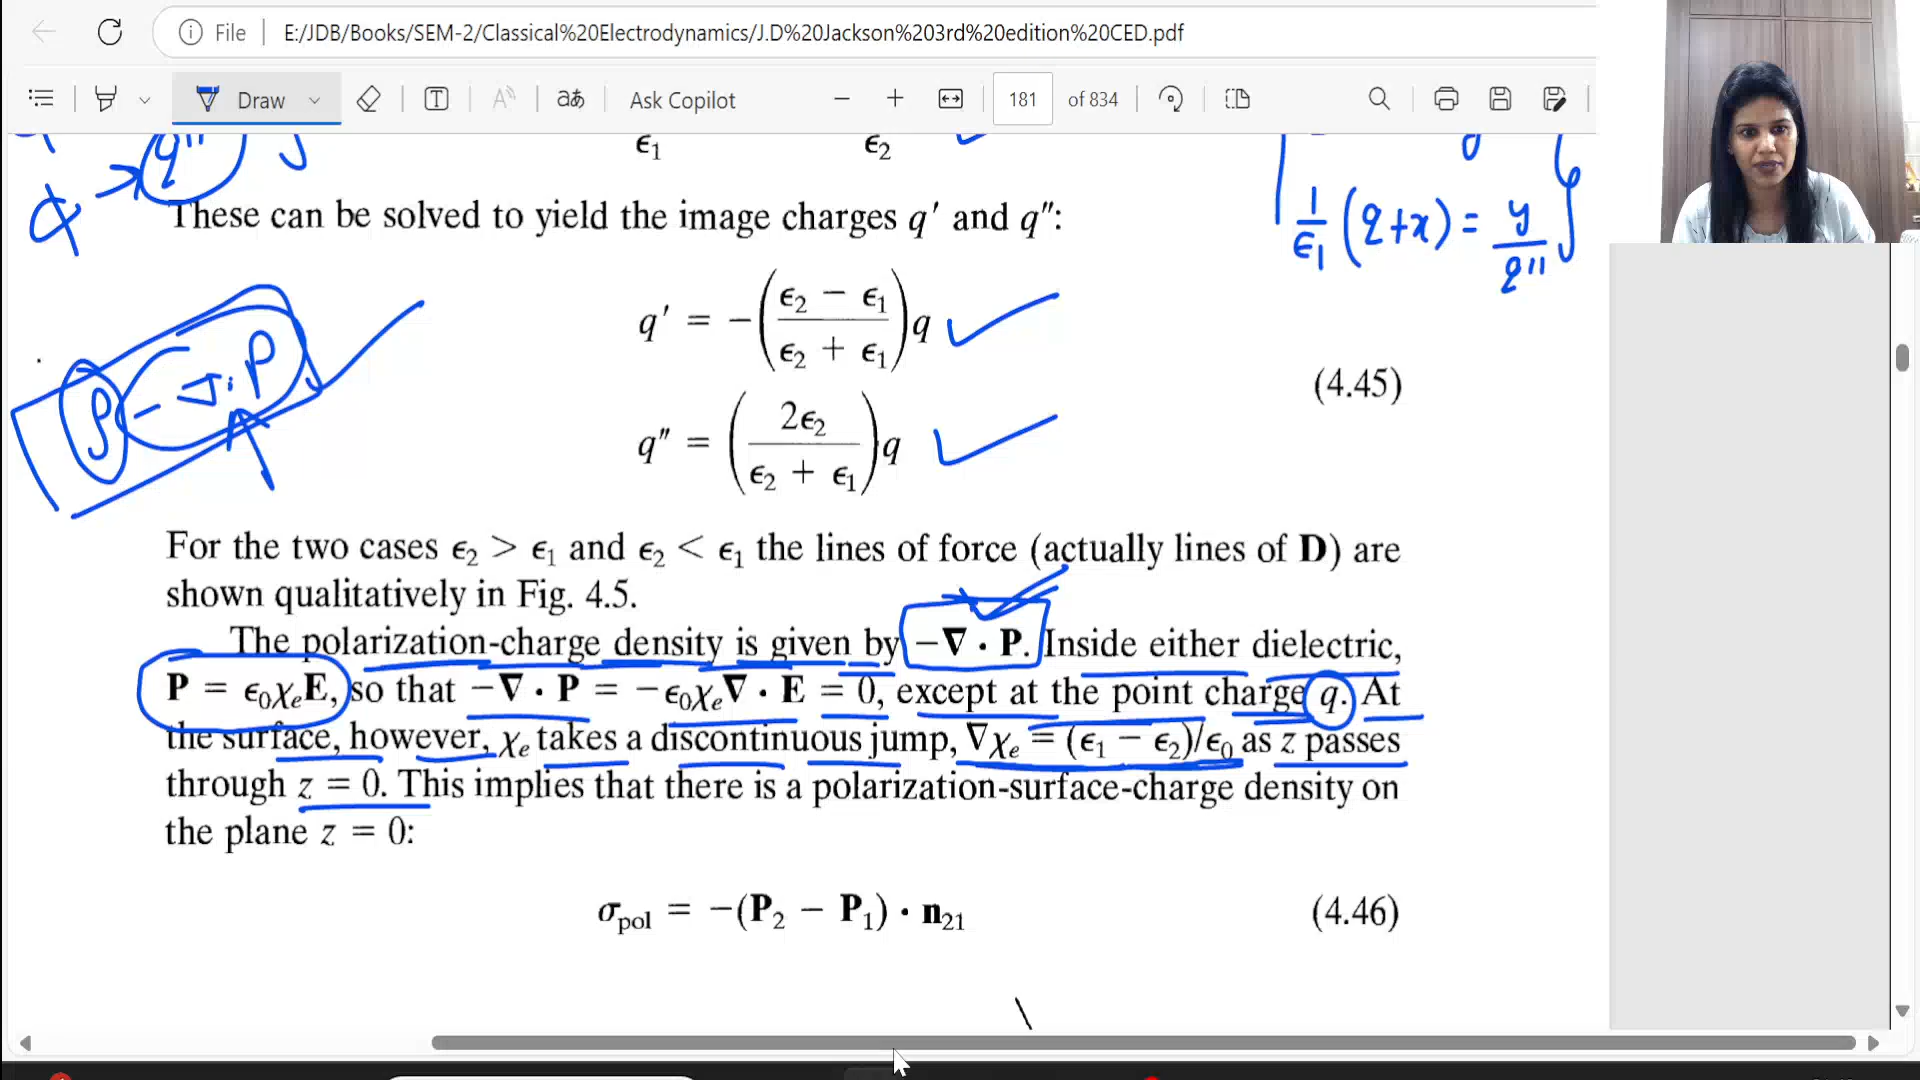 File E:/JDB/Books/SEM-2/Classical%20Electrodynamics/J.D%20Jackson%203rd%20edition%20CED.pdf
Draw aあ Ask Copilot 181 of 834
ϵ₁ ϵ₂
q″
These can be solved to yield the image charges q′ and q″:
1/ϵ₁ (q+x) = y/q″
q′ = −((ϵ₂ − ϵ₁)/(ϵ₂ + ϵ₁))q
ρ − ∇·P
(4.45)
q″ = (2ϵ₂/(ϵ₂ + ϵ₁))q
For the two cases ϵ₂ > ϵ₁ and ϵ₂ < ϵ₁ the lines of force (actually lines of D) are
shown qualitatively in Fig. 4.5.
The polarization-charge density is given by −∇ · P. Inside either dielectric,
P = ϵ₀χₑE, so that −∇ · P = −ϵ₀χₑ∇ · E = 0, except at the point charge q. At
the surface, however, χₑ takes a discontinuous jump, ∇χₑ = (ϵ₁ − ϵ₂)/ϵ₀ as z passes
through z = 0. This implies that there is a polarization-surface-charge density on
the plane z = 0:
σpol = −(P₂ − P₁) · n₂₁ (4.46)